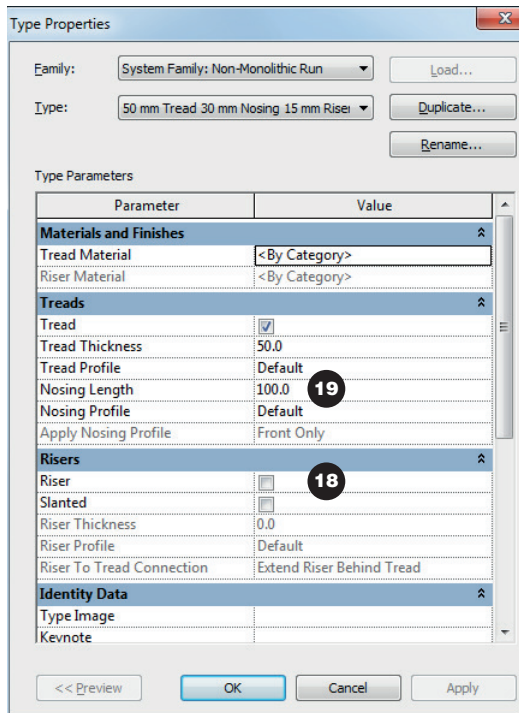 Type Properties
Family: System Family: Non-Monolithic Run Load...
Type: 50 mm Tread 30 mm Nosing 15 mm Riser Duplicate...
Rename...
Type Parameters
Parameter Value
Materials and Finishes
Tread Material <By Category>
Riser Material <By Category>
Treads
Tread
Tread Thickness 50.0
Tread Profile Default
Nosing Length 100.0 19
Nosing Profile Default
Apply Nosing Profile Front Only
Risers
Riser 18
Slanted
Riser Thickness 0.0
Riser Profile Default
Riser To Tread Connection Extend Riser Behind Tread
Identity Data
Type Image
Keynote
<< Preview OK Cancel Apply